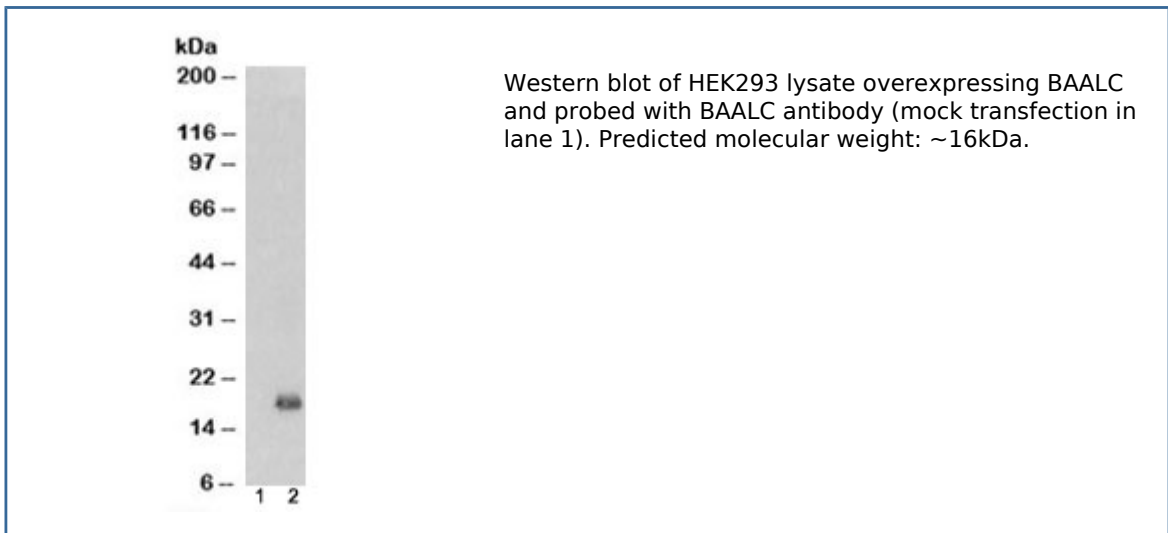 kDa
200 --
116 --
97 --
66 --
44 --
31 --
22 --
14 --
6 --
1 2
Western blot of HEK293 lysate overexpressing BAALC
and probed with BAALC antibody (mock transfection in
lane 1). Predicted molecular weight: ~16kDa.